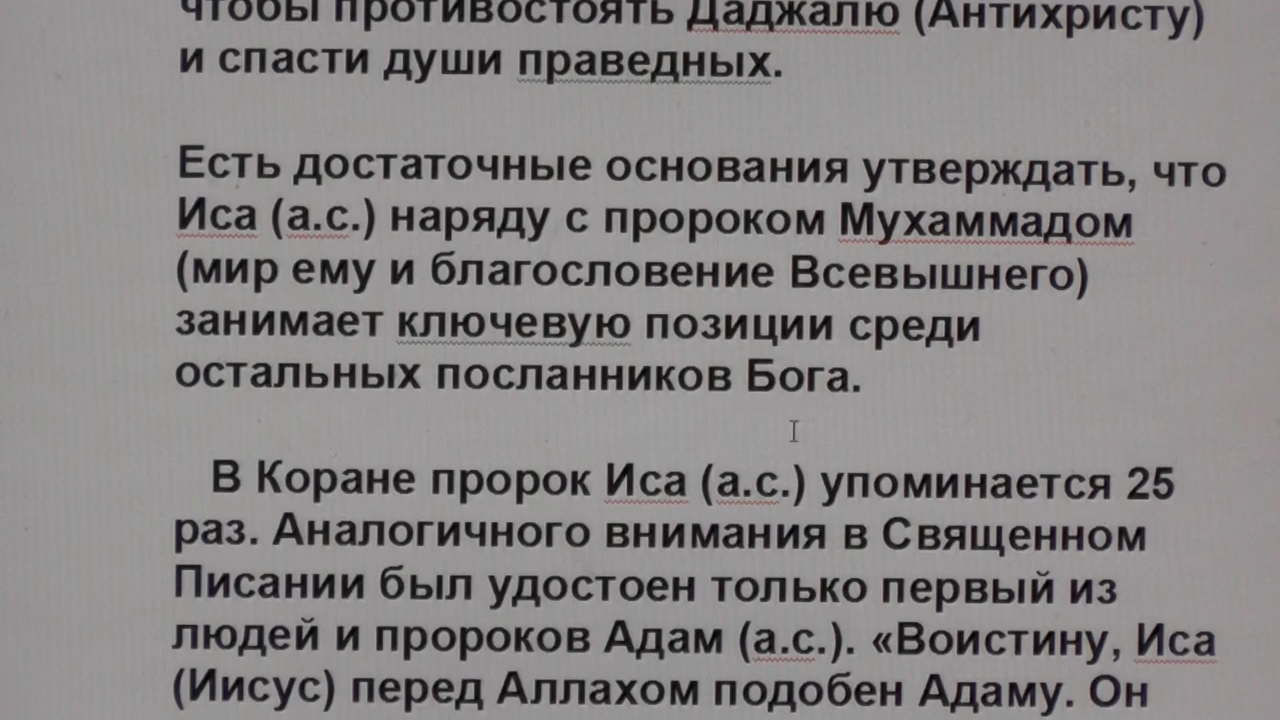 чтобы противостоять Даджалю (Антихристу)
и спасти души праведных.
Есть достаточные основания утверждать, что
Иса (а.с.) наряду с пророком Мухаммадом
(мир ему и благословение Всевышнего)
занимает ключевую позиции среди
остальных посланников Бога.
В Коране пророк Иса (а.с.) упоминается 25
раз. Аналогичного внимания в Священном
Писании был удостоен только первый из
людей и пророков Адам (а.с.). «Воистину, Иса
(Иисус) перед Аллахом подобен Адаму. Он